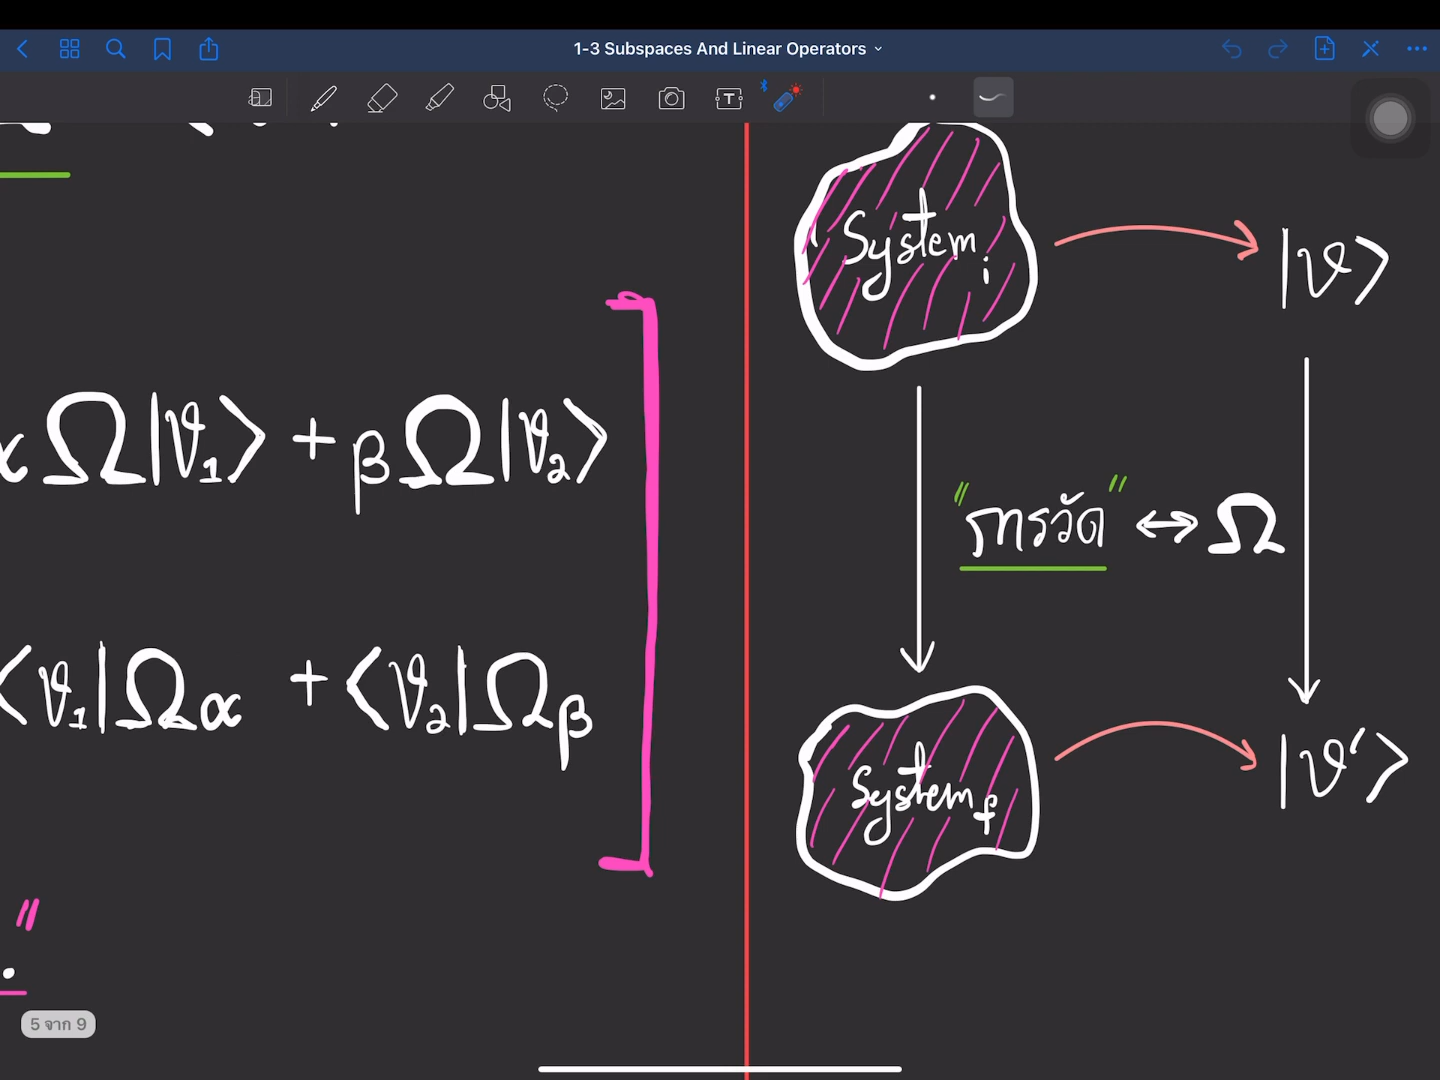 1-3 Subspaces And Linear Operators
αΩ|𝜗₁⟩ + βΩ|𝜗₂⟩
⟨𝜗₁|Ωα + ⟨𝜗₂|Ωβ
"
.
5 จาก 9
System i
|𝜗⟩
"การวัด" ↔ Ω
System f
|𝜗′⟩